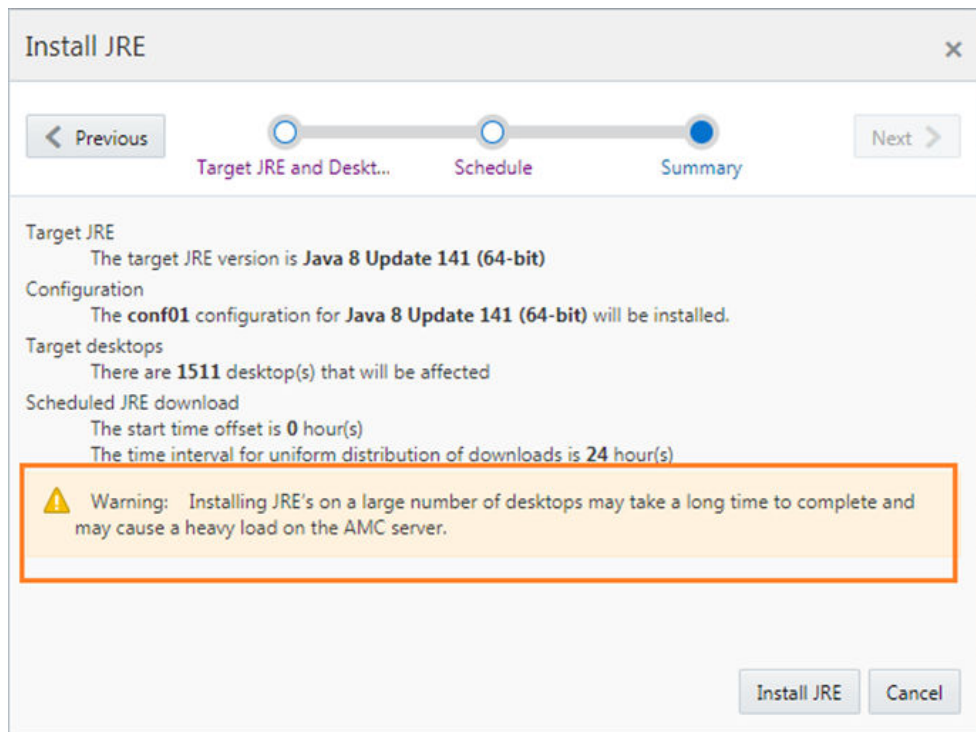 Install JRE
Previous
Next
Target JRE and Deskt...
Schedule
Summary
Target JRE
The target JRE version is Java 8 Update 141 (64-bit)
Configuration
The conf01 configuration for Java 8 Update 141 (64-bit) will be installed.
Target desktops
There are 1511 desktop(s) that will be affected
Scheduled JRE download
The start time offset is 0 hour(s)
The time interval for uniform distribution of downloads is 24 hour(s)
Warning: Installing JRE's on a large number of desktops may take a long time to complete and
may cause a heavy load on the AMC server.
Install JRE
Cancel